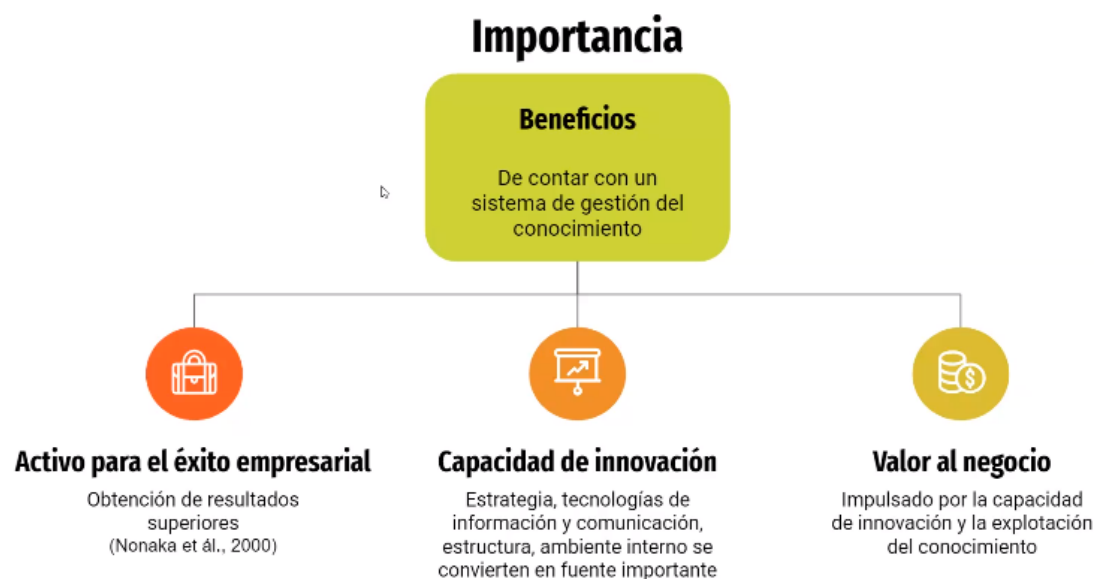 Importancia
Beneficios
De contar con un
sistema de gestión del
conocimiento
Activo para el éxito empresarial
Obtención de resultados
superiores
(Nonaka et ál., 2000)
Capacidad de innovación
Estrategia, tecnologías de
información y comunicación,
estructura, ambiente interno se
convierten en fuente importante
Valor al negocio
Impulsado por la capacidad
de innovación y la explotación
del conocimiento